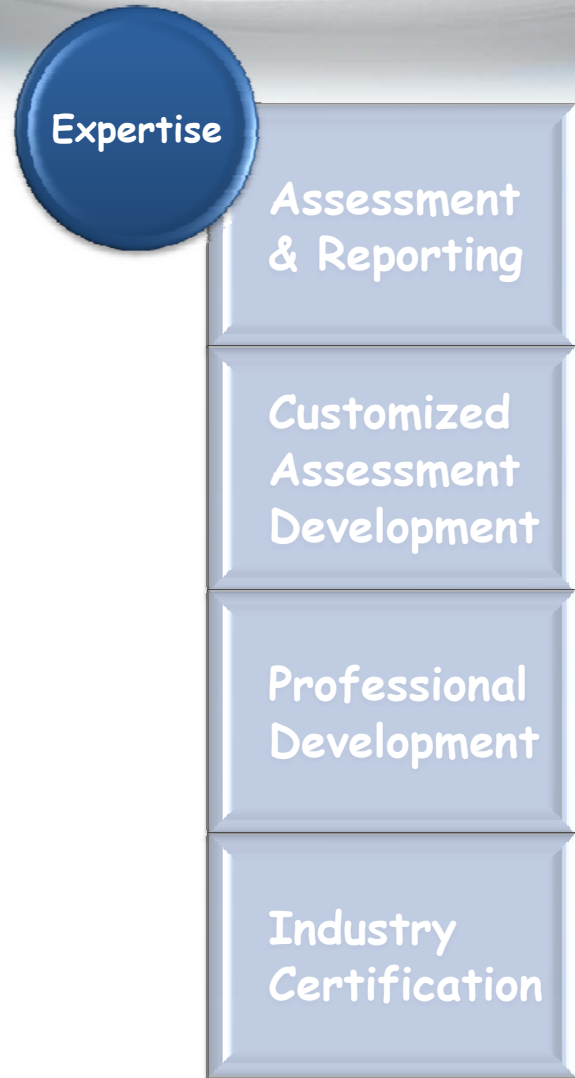 Expertise
Assessment
& Reporting
Customized
Assessment
Development
Professional
Development
Industry
Certification